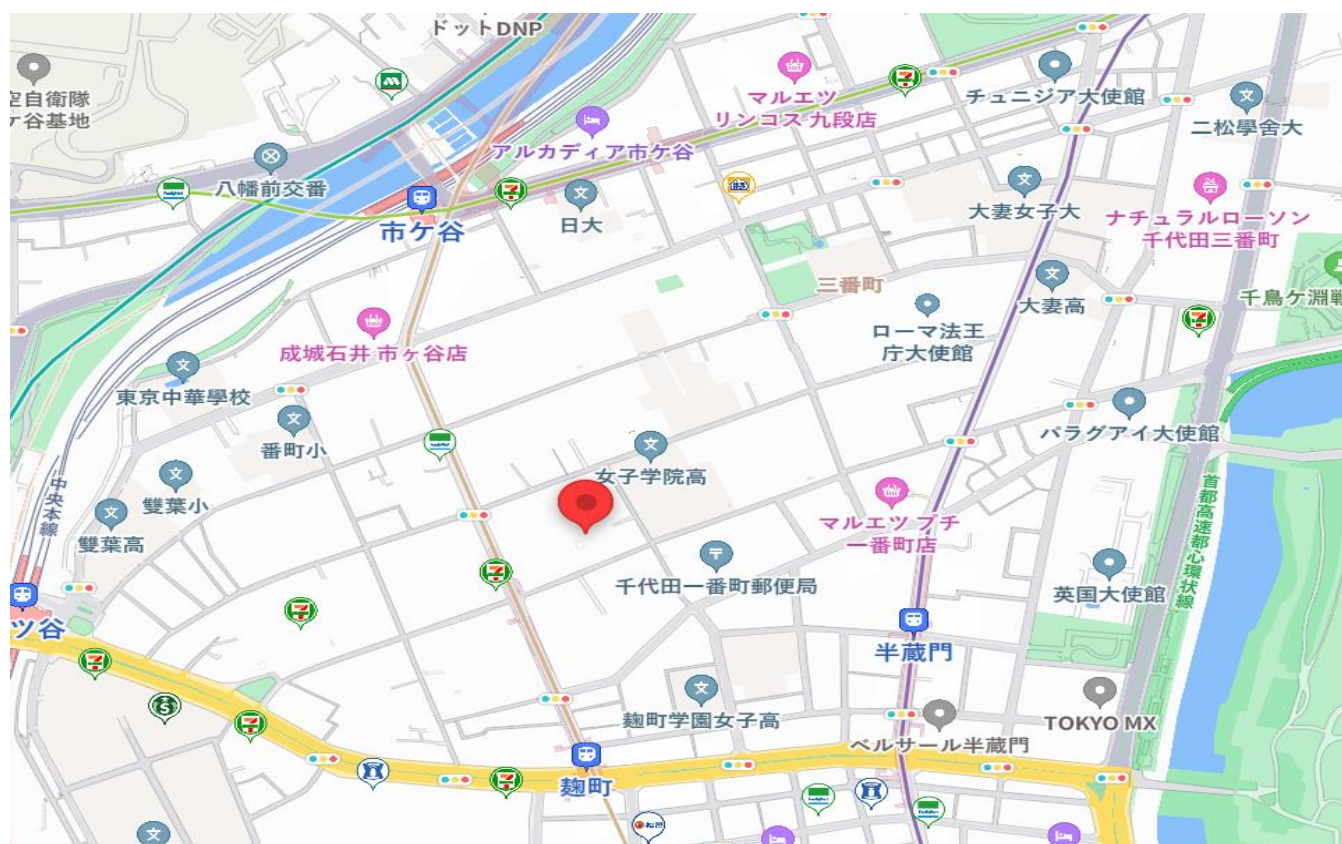 ドットDNP
空自衛隊
ケ谷基地
マルエツ
リンコス 九段店
チュニジア大使館
二松學舍大
アルカディア市ケ谷
八幡前交番
市ケ谷
日大
大妻女子大
ナチュラルローソン
千代田三番町
三番町
大妻高
千鳥ケ淵戦
ローマ法王
庁大使館
成城石井 市ヶ谷店
東京中華學校
番町小
パラグアイ大使館
女子学院高
中央本線
雙葉小
雙葉高
首都高速都心環状線
マルエツ プチ
一番町店
千代田一番町郵便局
英国大使館
ツ谷
半蔵門
麹町学園女子高
TOKYO MX
ベルサール半蔵門
麹町